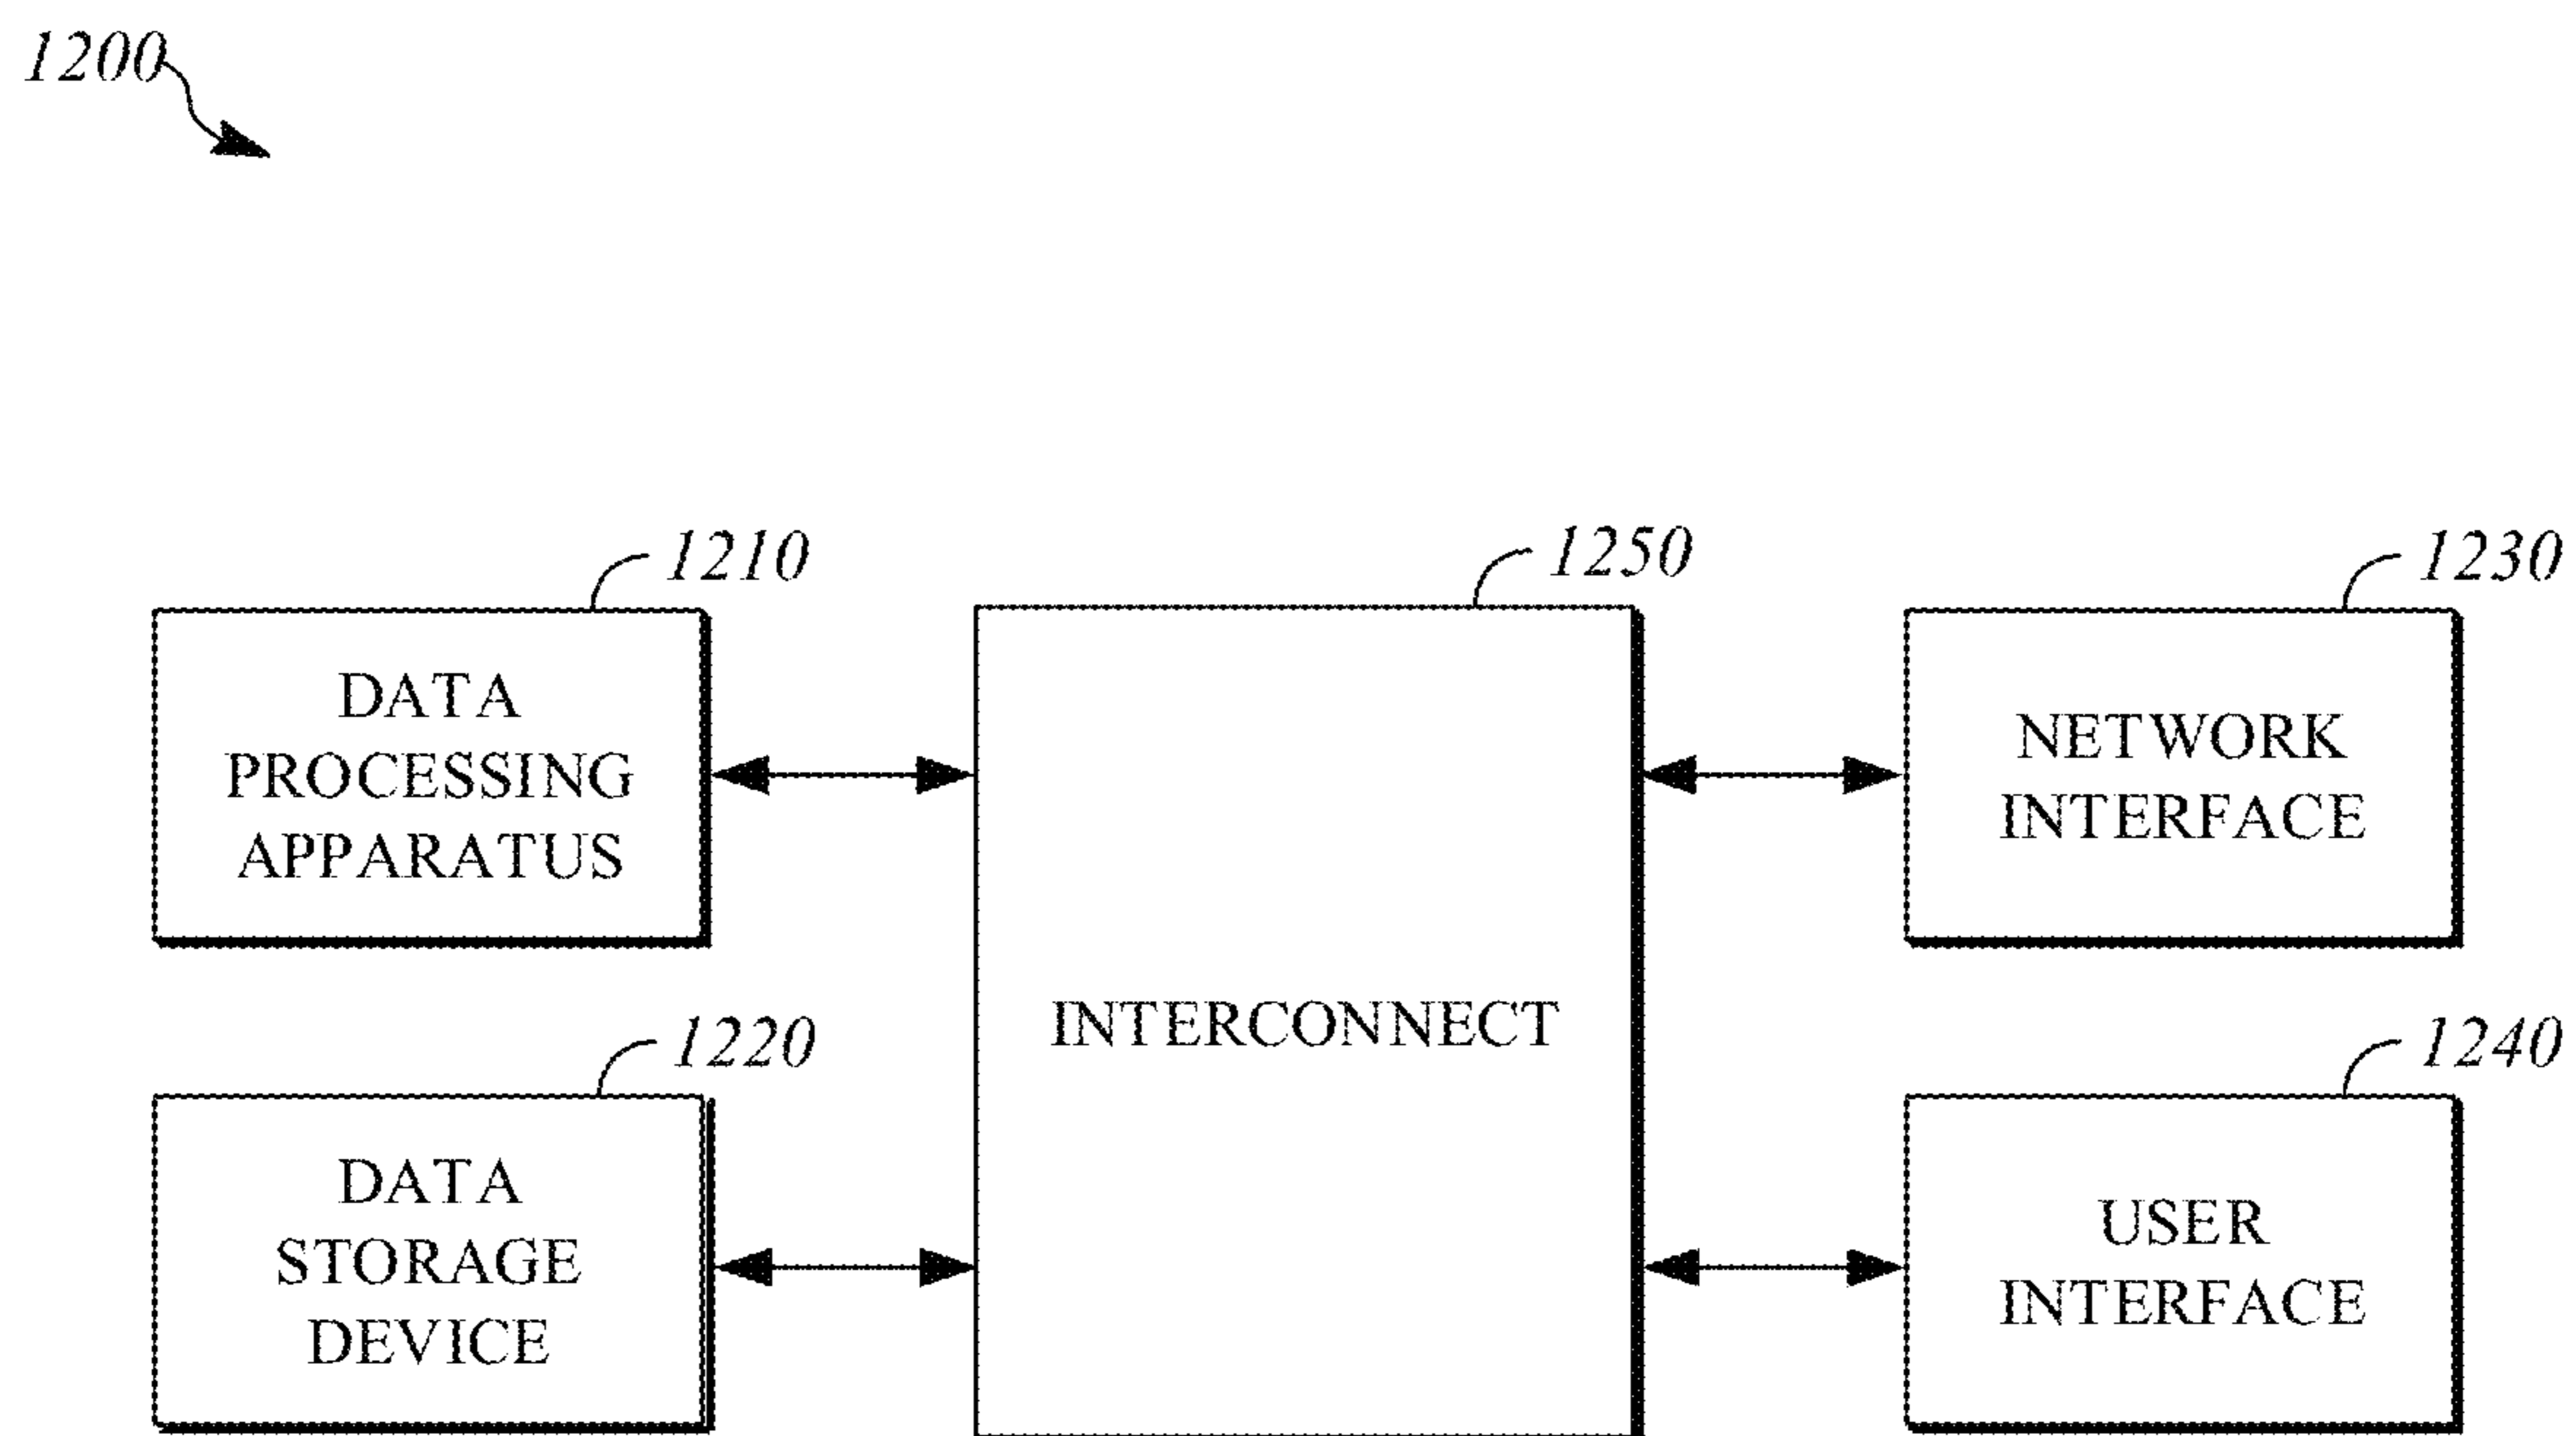 1200
1210
DATA
PROCESSING
APPARATUS
1220
DATA
STORAGE
DEVICE
1250
INTERCONNECT
1230
NETWORK
INTERFACE
1240
USER
INTERFACE